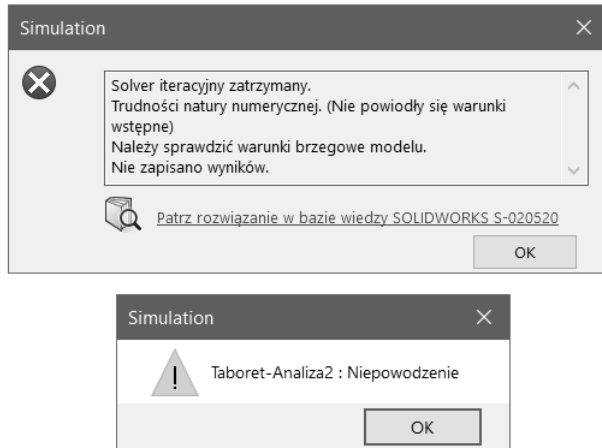 Simulation
Solver iteracyjny zatrzymany.
Trudności natury numerycznej. (Nie powiodły się warunki
wstępne)
Należy sprawdzić warunki brzegowe modelu.
Nie zapisano wyników.
Patrz rozwiązanie w bazie wiedzy SOLIDWORKS S-020520
OK
Simulation
Taboret-Analiza2 : Niepowodzenie
OK